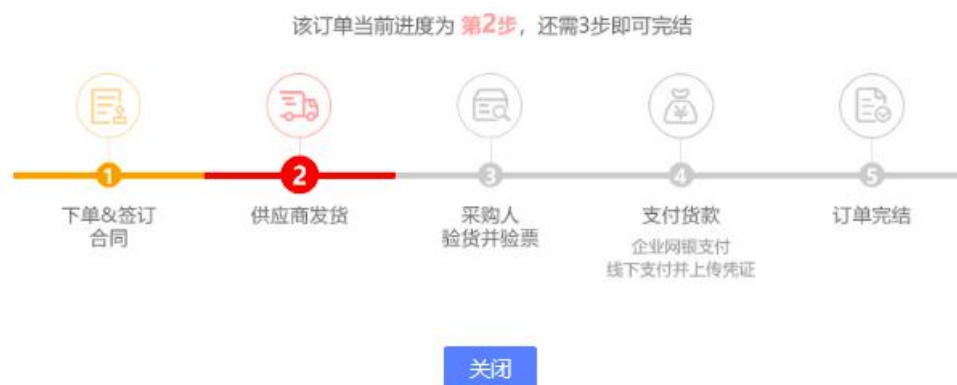 该订单当前进度为 第2步，还需3步即可完结
1
2
3
4
5
下单&签订
合同
供应商发货
采购人
验货并验票
支付货款
企业网银支付
线下支付并上传凭证
订单完结
关闭